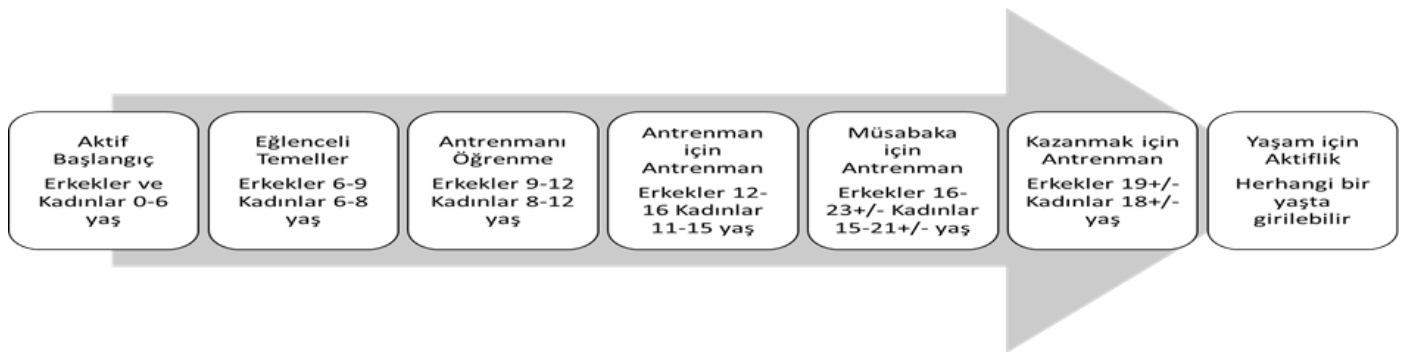 Aktif
Başlangıç
Erkekler ve
Kadınlar 0-6
yaş
Eğlenceli
Temeller
Erkekler 6-9
Kadınlar 6-8
yaş
Antrenmanı
Öğrenme
Erkekler 9-12
Kadınlar 8-12
yaş
Antrenman
için
Antrenman
Erkekler 12-
16 Kadınlar
11-15 yaş
Müsabaka
için
Antrenman
Erkekler 16-
23+/- Kadınlar
15-21+/- yaş
Kazanmak için
Antrenman
Erkekler 19+/-
Kadınlar 18+/-
yaş
Yaşam için
Aktiflik
Herhangi bir
yaşta
girilebilir